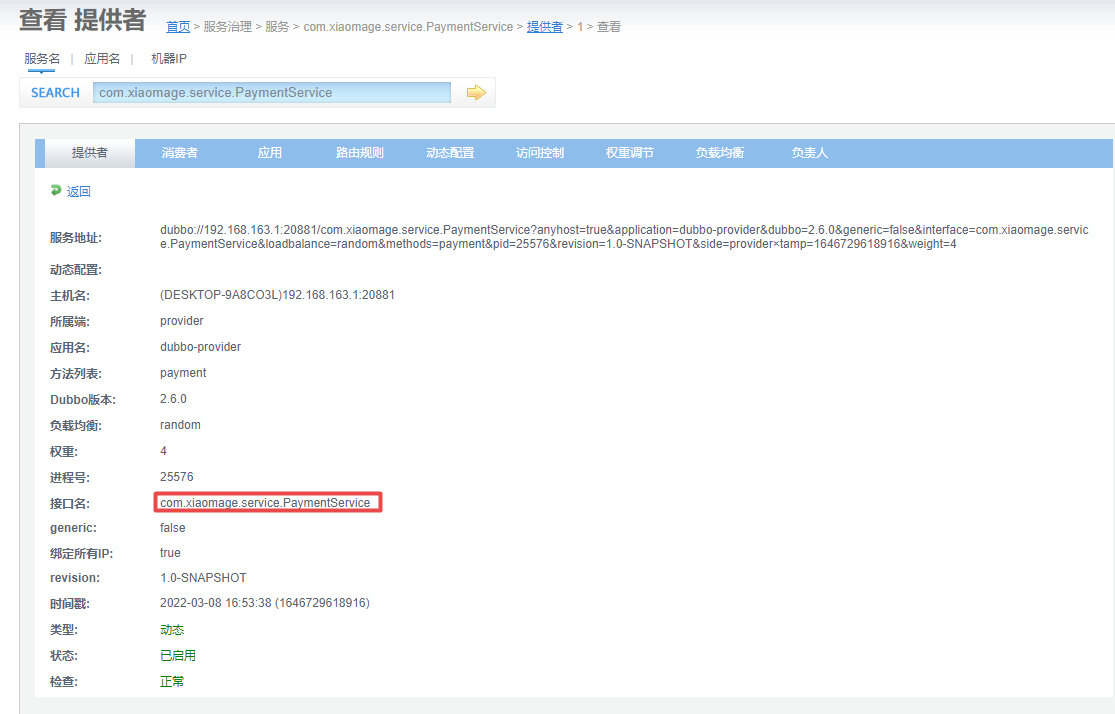 查看 提供者
首页 > 服务治理 > 服务 > com.xiaomage.service.PaymentService > 提供者 > 1 > 查看
服务名 | 应用名 | 机器IP
SEARCH com.xiaomage.service.PaymentService
提供者 消费者 应用 路由规则 动态配置 访问控制 权重调节 负载均衡 负责人
返回
服务地址: dubbo://192.168.163.1:20881/com.xiaomage.service.PaymentService?anyhost=true&application=dubbo-provider&dubbo=2.6.0&generic=false&interface=com.xiaomage.servic
e.PaymentService&loadbalance=random&methods=payment&pid=25576&revision=1.0-SNAPSHOT&side=provider×tamp=1646729618916&weight=4
动态配置:
主机名: (DESKTOP-9A8CO3L)192.168.163.1:20881
所属端: provider
应用名: dubbo-provider
方法列表: payment
Dubbo版本: 2.6.0
负载均衡: random
权重: 4
进程号: 25576
接口名: com.xiaomage.service.PaymentService
generic: false
绑定所有IP: true
revision: 1.0-SNAPSHOT
时间戳: 2022-03-08 16:53:38 (1646729618916)
类型: 动态
状态: 已启用
检查: 正常